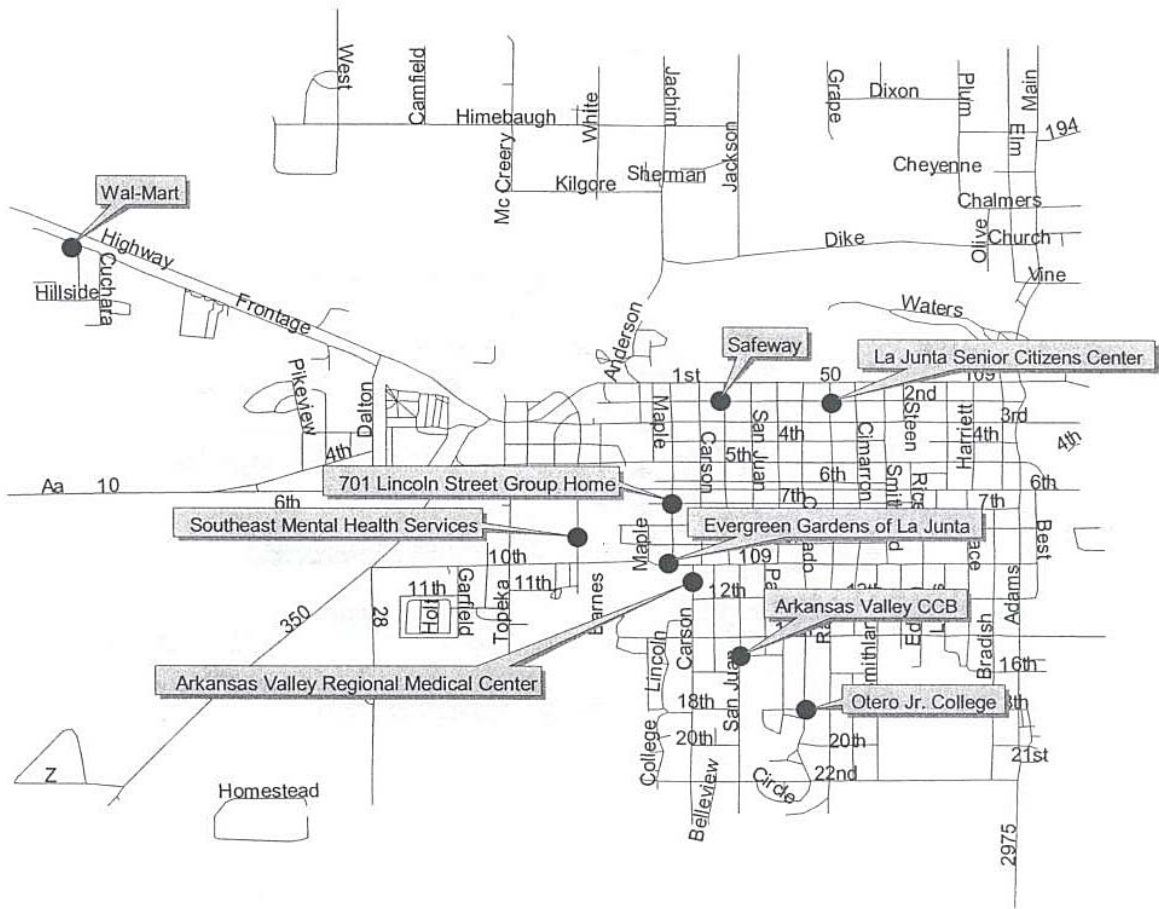 West
Camfield
Himebaugh
Mc Creery
White
Jachim
Sherman
Kilgore
Jackson
Grape
Dixon
Plum
Main
Elm
194
Cheyenne
Chalmers
Olive
Church
Dike
Vine
Wal-Mart
Highway
Hillside
Cuchara
Frontage
Anderson
Waters
Safeway
La Junta Senior Citizens Center
1st
50
109
2nd
3rd
Pikeview
Dalton
Maple
Carson
San Juan
4th
Cimarron
Steen
Harriett
4th
4th
4th
5th
6th
6th
Smith
Rice
Aa
10
6th
701 Lincoln Street Group Home
7th
7th
Southeast Mental Health Services
Maple
Evergreen Gardens of La Junta
Best
10th
109
11th
Holt
Garfield
Topeka
11th
Barnes
12th
Arkansas Valley CCB
Adams
350
28
Lincoln
Carson
San Juan
Bradish
16th
Arkansas Valley Regional Medical Center
18th
Otero Jr. College
College
20th
20th
21st
22nd
Circle
Belleview
Z
Homestead
2975